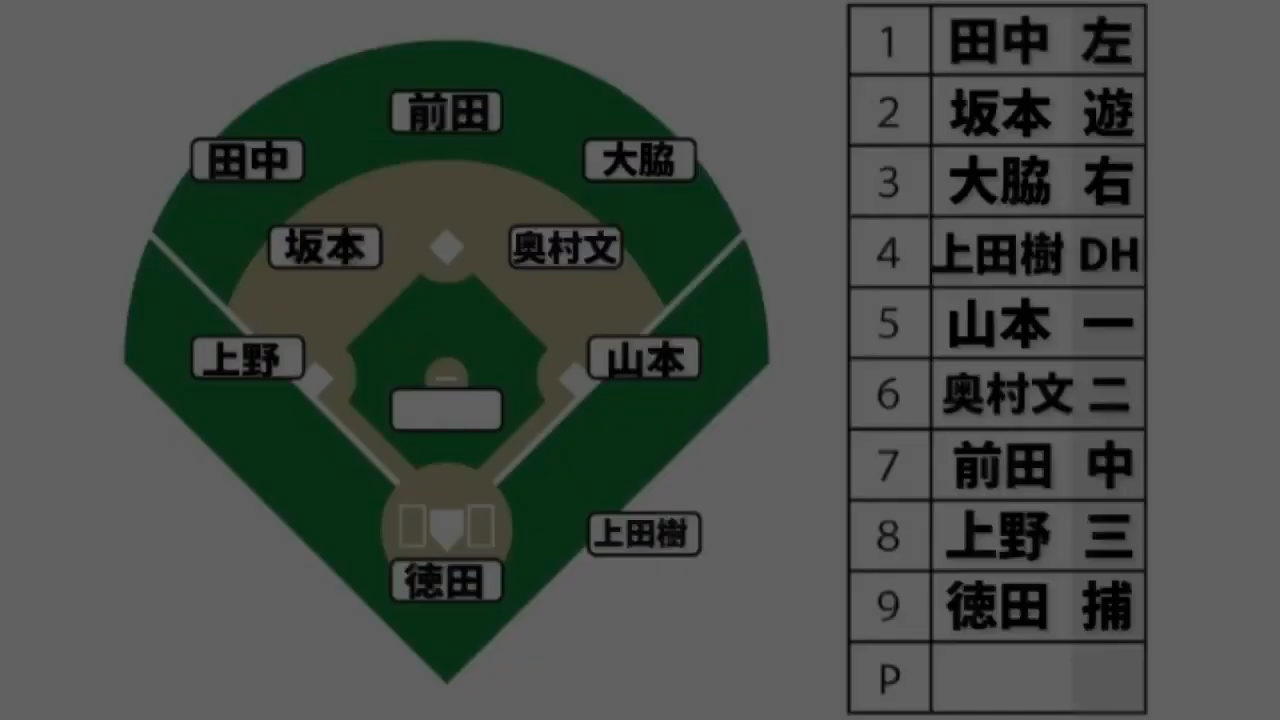 前田
田中
大脇
坂本
奥村文
上野
山本
上田樹
徳田
1 田中 左
2 坂本 遊
3 大脇 右
4 上田樹 DH
5 山本 一
6 奥村文 二
7 前田 中
8 上野 三
9 徳田 捕
P